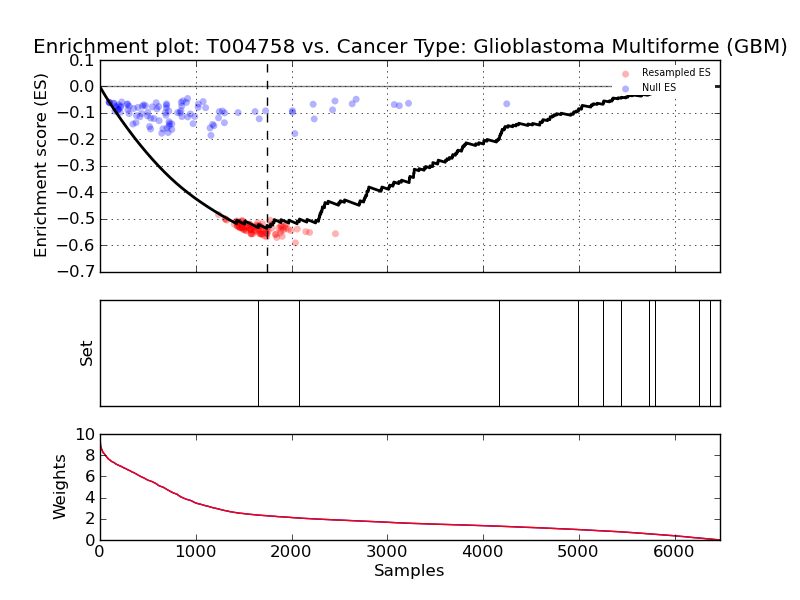 Enrichment plot: T004758 vs. Cancer Type: Glioblastoma Multiforme (GBM)
0.1
0.0
−0.1
−0.2
−0.3
−0.4
−0.5
−0.6
−0.7
Enrichment score (ES)
Resampled ES
Null ES
Set
10
8
6
4
2
0
Weights
0 1000 2000 3000 4000 5000 6000
Samples